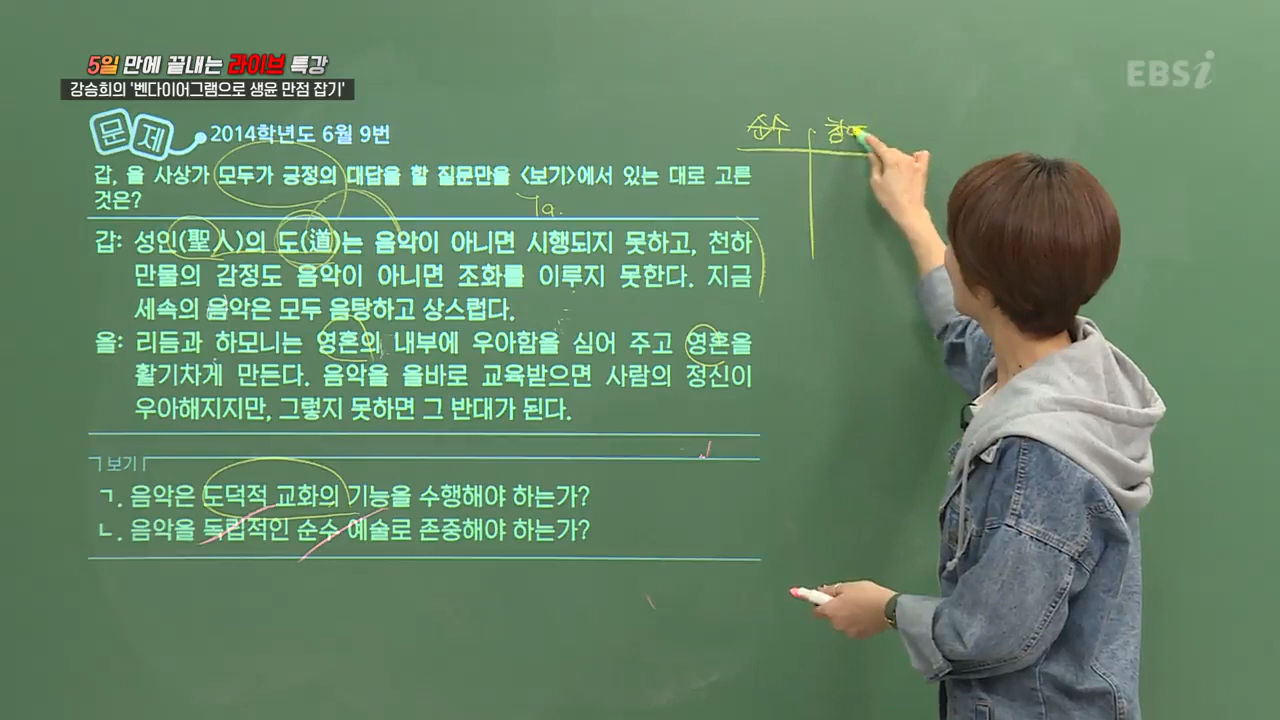 5일 만에 끝내는 라이브 특강
강승희의 '벤다이어그램으로 생윤 만점 잡기'
EBSi
문제 2014학년도 6월 9번
순수 참여
갑, 을 사상가 모두가 긍정의 대답을 할 질문만을 <보기>에서 있는 대로 고른
것은?
갑: 성인(聖人)의 도(道)는 음악이 아니면 시행되지 못하고, 천하
만물의 감정도 음악이 아니면 조화를 이루지 못한다. 지금
세속의 음악은 모두 음탕하고 상스럽다.
을: 리듬과 하모니는 영혼의 내부에 우아함을 심어 주고 영혼을
활기차게 만든다. 음악을 올바로 교육받으면 사람의 정신이
우아해지지만, 그렇지 못하면 그 반대가 된다.
보기
ㄱ. 음악은 도덕적 교화의 기능을 수행해야 하는가?
ㄴ. 음악을 독립적인 순수 예술로 존중해야 하는가?